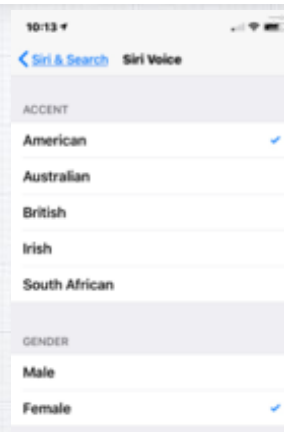 10:13
Siri & Search Siri Voice
ACCENT
American
Australian
British
Irish
South African
GENDER
Male
Female